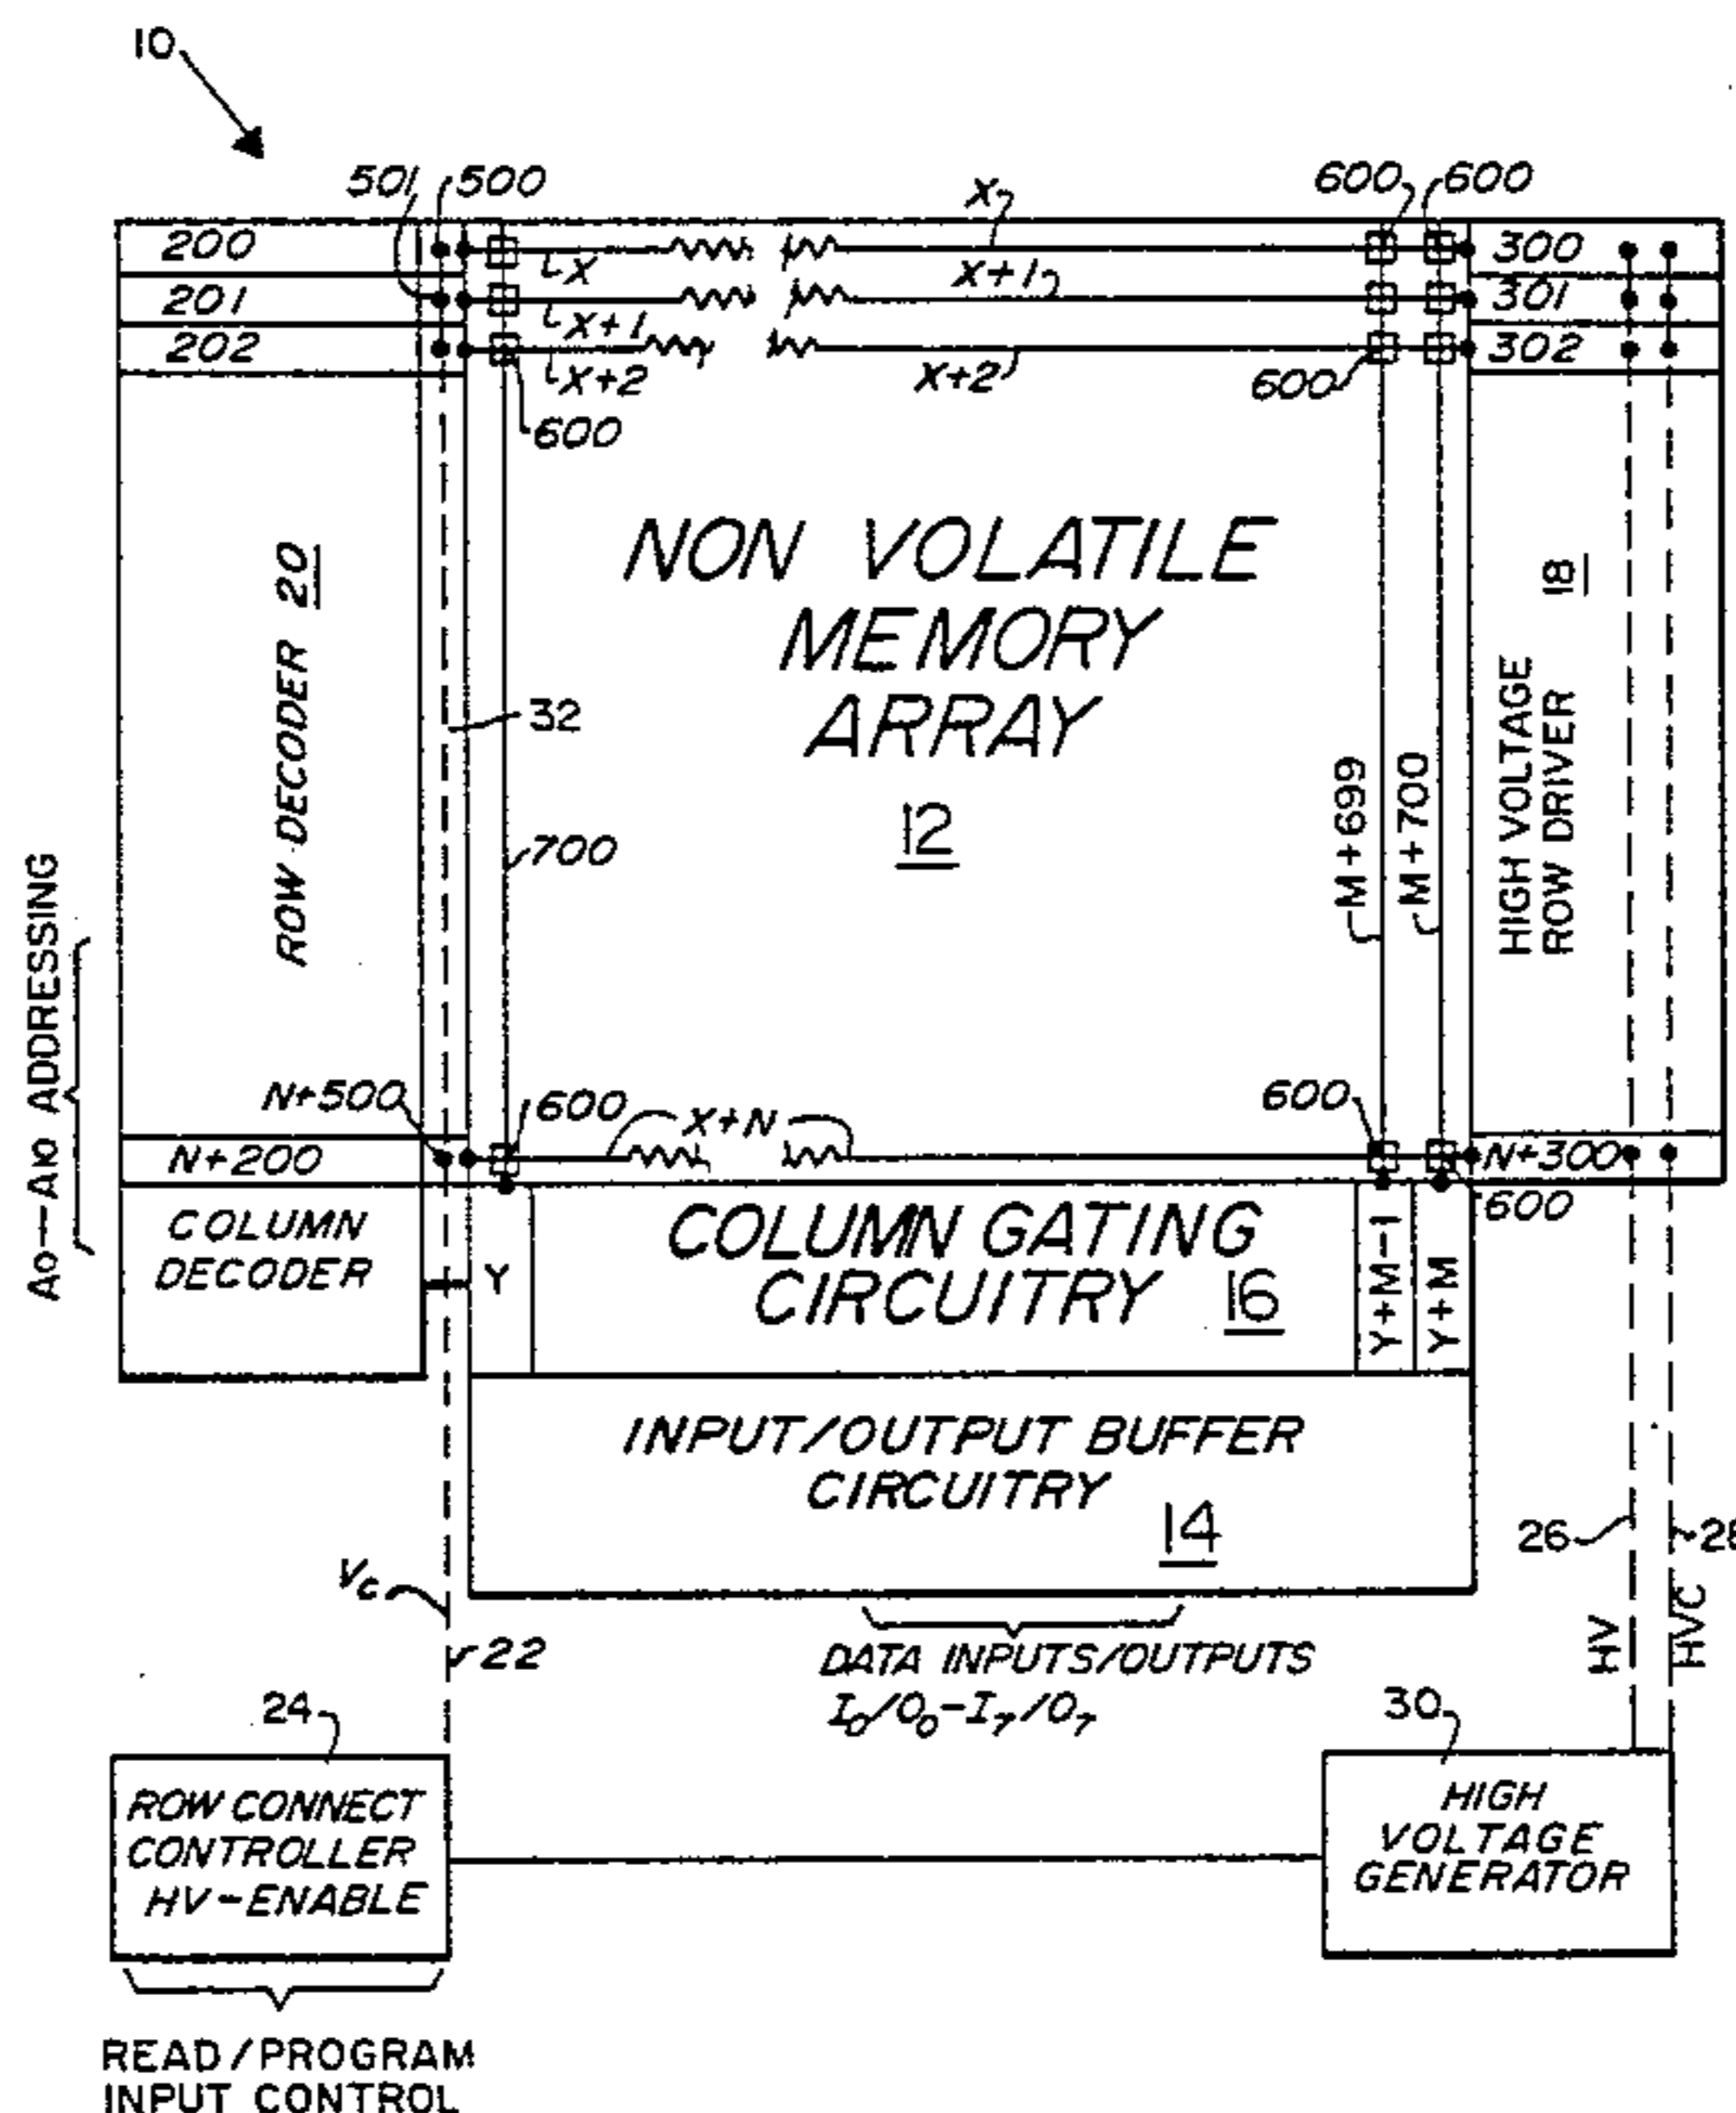 10
501 500 X 600 600
200 X X+1 300
201 X+1 301
202 X+2 X+2 600 302
600
NON VOLATILE
MEMORY
ARRAY
12
ROW DECODER 20
32
700
M+699
M+700
HIGH VOLTAGE
ROW DRIVER
18
A0—A10 ADDRESSING
N+500 600 X+N 600
N+200 N+300
600
COLUMN
DECODER
Y
COLUMN GATING
CIRCUITRY 16
Y+M-1
Y+M
INPUT/OUTPUT BUFFER
CIRCUITRY
14
26 28
HV
HVC
VC
22
DATA INPUTS/OUTPUTS
I0/O0-I7/O7
24
30
ROW CONNECT
CONTROLLER
HV-ENABLE
HIGH
VOLTAGE
GENERATOR
READ/PROGRAM
INPUT CONTROL